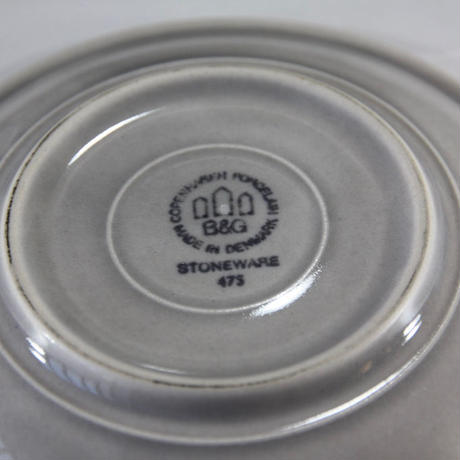 COPENHAGEN PORCELAIN
MADE IN DENMARK
B&G
STONEWARE
475